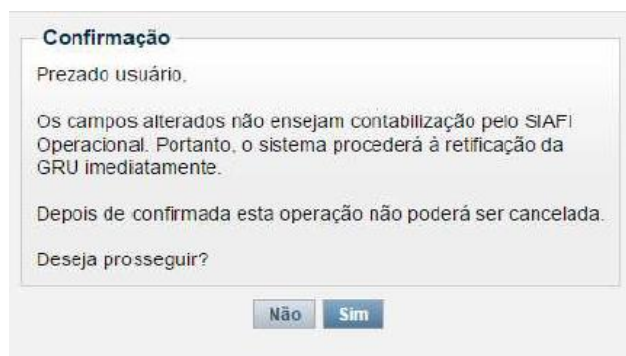 Confirmação
Prezado usuário,
Os campos alterados não ensejam contabilização pelo SIAFI
Operacional. Portanto, o sistema procederá à retificação da
GRU imediatamente.
Depois de confirmada esta operação não poderá ser cancelada.
Deseja prosseguir?
Não Sim